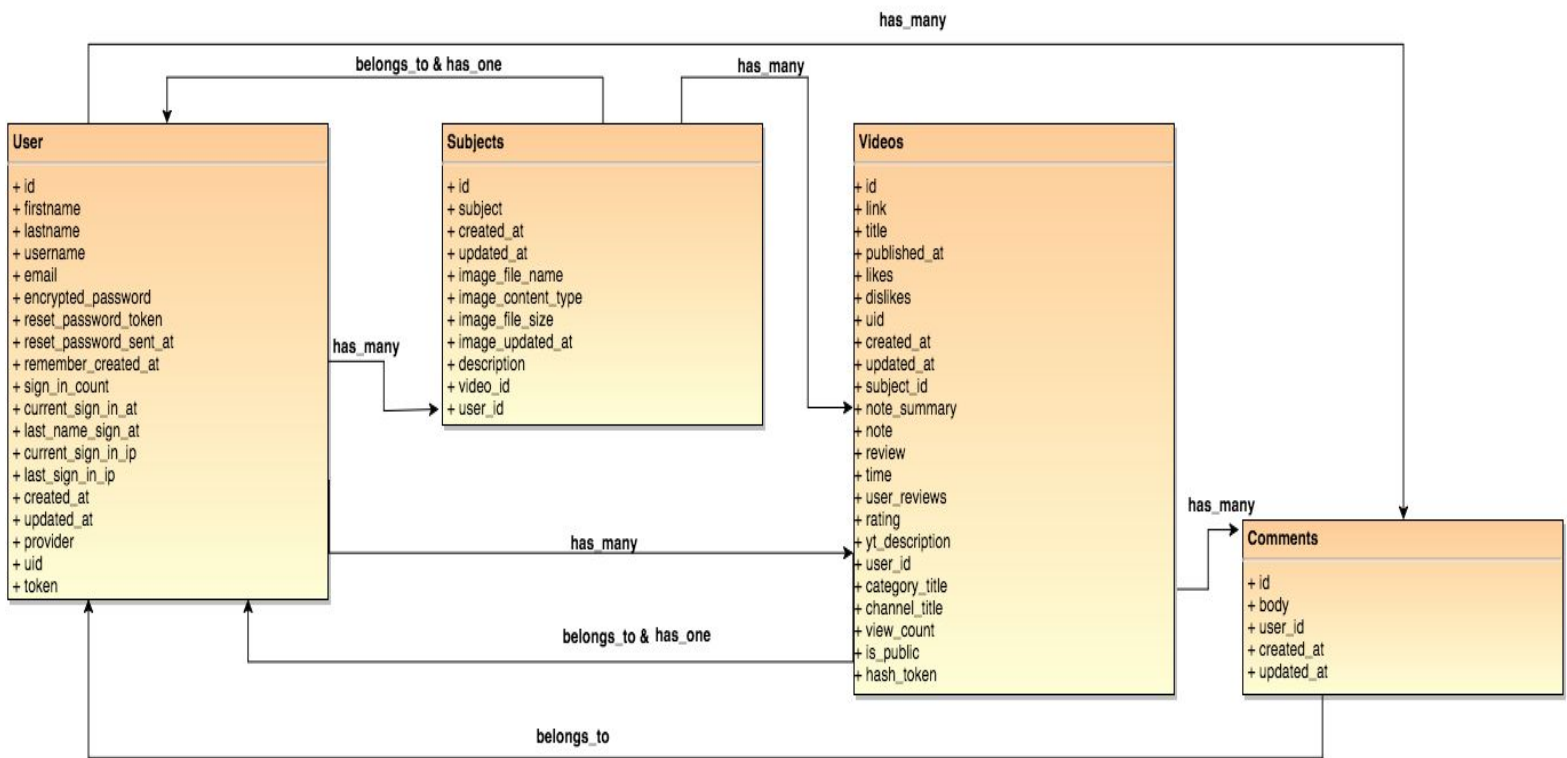 has_many
belongs_to & has_one
has_many
User
+ id
+ firstname
+ lastname
+ username
+ email
+ encrypted_password
+ reset_password_token
+ reset_password_sent_at
+ remember_created_at
+ sign_in_count
+ current_sign_in_at
+ last_name_sign_at
+ current_sign_in_ip
+ last_sign_in_ip
+ created_at
+ updated_at
+ provider
+ uid
+ token
has_many
Subjects
+ id
+ subject
+ created_at
+ updated_at
+ image_file_name
+ image_content_type
+ image_file_size
+ image_updated_at
+ description
+ video_id
+ user_id
Videos
+ id
+ link
+ title
+ published_at
+ likes
+ dislikes
+ uid
+ created_at
+ updated_at
+ subject_id
+ note_summary
+ note
+ review
+ time
+ user_reviews
+ rating
+ yt_description
+ user_id
+ category_title
+ channel_title
+ view_count
+ is_public
+ hash_token
has_many
has_many
Comments
+ id
+ body
+ user_id
+ created_at
+ updated_at
belongs_to & has_one
belongs_to